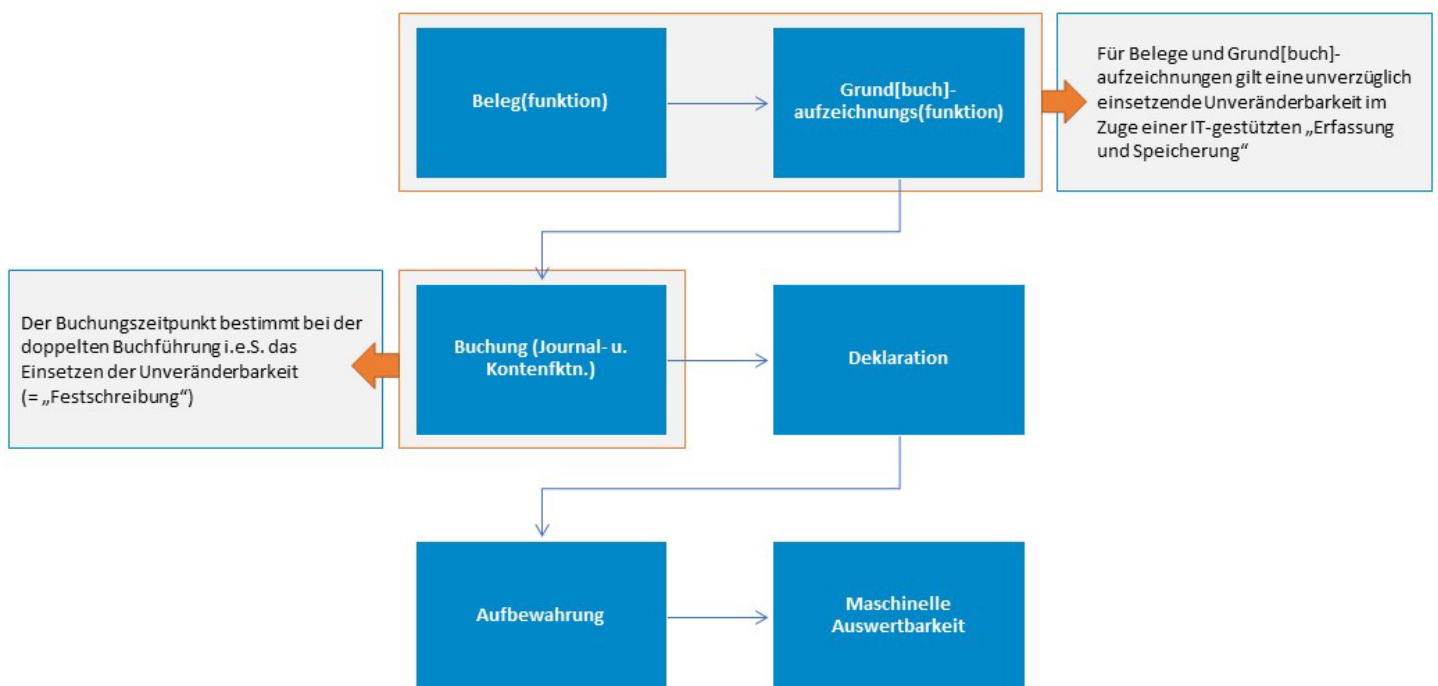 Beleg(funktion)
Grund[buch]-
aufzeichnungs(funktion)
Für Belege und Grund[buch]-
aufzeichnungen gilt eine unverzüglich
einsetzende Unveränderbarkeit im
Zuge einer IT-gestützten „Erfassung
und Speicherung“
Der Buchungszeitpunkt bestimmt bei der
doppelten Buchführung i.e.S. das
Einsetzen der Unveränderbarkeit
(= „Festschreibung“)
Buchung (Journal- u.
Kontenfktn.)
Deklaration
Aufbewahrung
Maschinelle
Auswertbarkeit